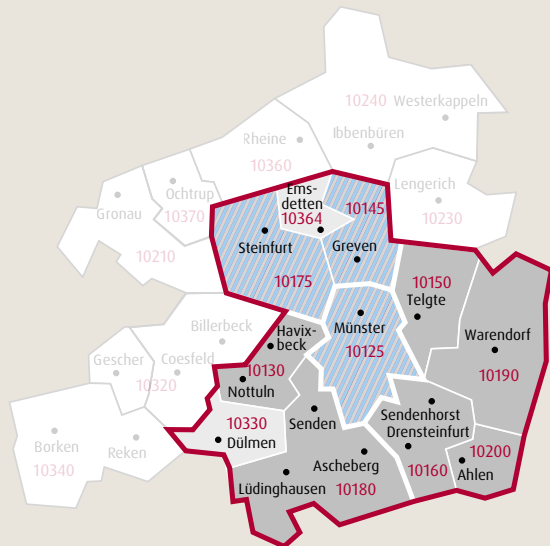 10240 Westerkappeln
Rheine
Ibbenbüren
10360
Ochtrup
Ems-
detten
10145
Lengerich
Gronau
10370
10364
10230
Steinfurt
Greven
10210
10175
10150
Telgte
Billerbeck
Havix-
beck
Münster
Warendorf
Gescher
Coesfeld
10125
10130
10190
10320
Nottuln
10330
Senden
Sendenhorst
Borken
Reken
Dülmen
Drensteinfurt
10340
10200
Ascheberg
10160
Ahlen
Lüdinghausen
10180